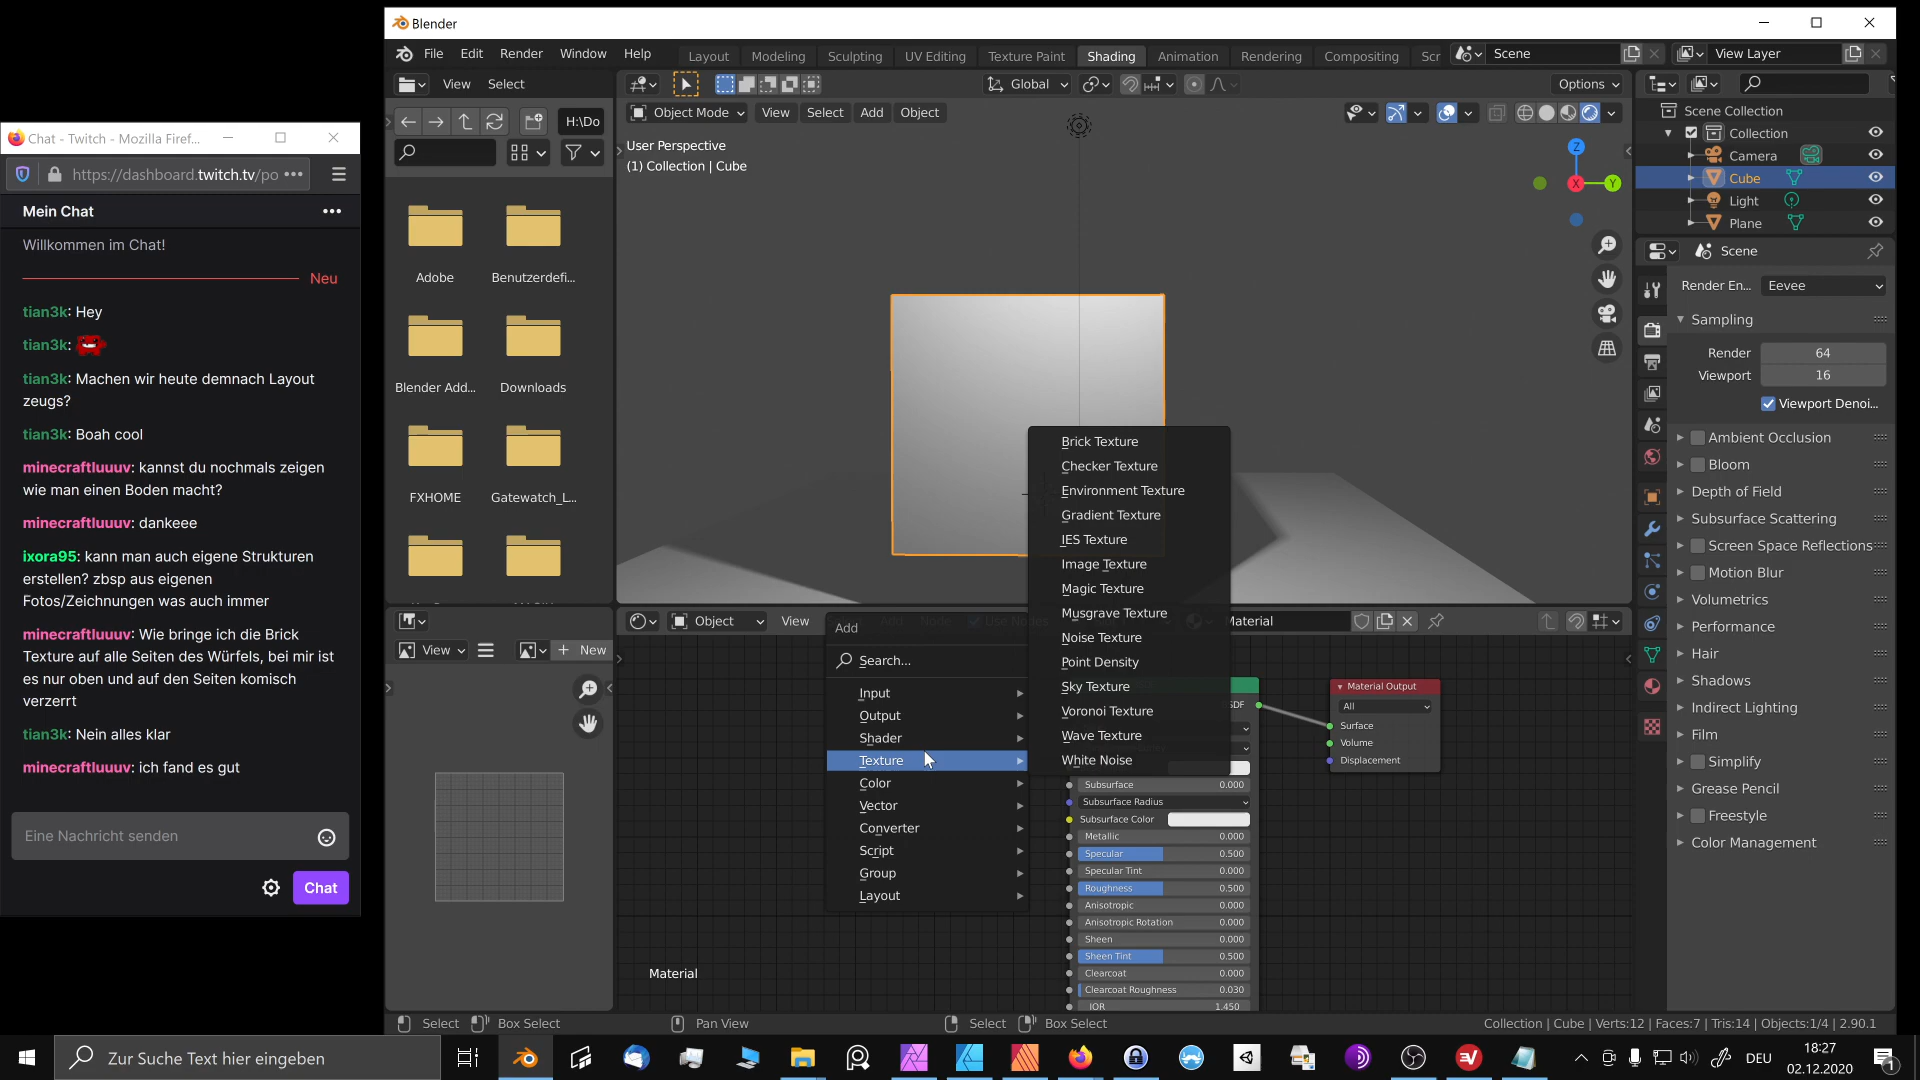 Chat - Twitch - Mozilla Firef...
https://dashboard.twitch.tv/po
Mein Chat
Willkommen im Chat!
Neu
tian3k: Hey
tian3k:
tian3k: Machen wir heute demnach Layout
zeugs?
tian3k: Boah cool
minecraftluuuv: kannst du nochmals zeigen
wie man einen Boden macht?
minecraftluuuv: dankeee
ixora95: kann man auch eigene Strukturen
erstellen? zbsp aus eigenen
Fotos/Zeichnungen was auch immer
minecraftluuuv: Wie bringe ich die Brick
Texture auf alle Seiten des Würfels, bei mir ist
es nur oben und auf den Seiten komisch
verzerrt
tian3k: Nein alles klar
minecraftluuuv: ich fand es gut
Eine Nachricht senden
Chat
Blender
File Edit Render Window Help
Layout Modeling Sculpting UV Editing Texture Paint Shading Animation Rendering Compositing Scr
Scene
View Layer
View Select
H:\Do
Adobe
Benutzerdefi...
Blender Add...
Downloads
FXHOME
Gatewatch_L...
Global
Options
Object Mode View Select Add Object
User Perspective
(1) Collection | Cube
Z
X
Y
View
New
Object View
Material
Add
Search...
Input
Output
Shader
Texture
Color
Vector
Converter
Script
Group
Layout
Brick Texture
Checker Texture
Environment Texture
Gradient Texture
IES Texture
Image Texture
Magic Texture
Musgrave Texture
Noise Texture
Point Density
Sky Texture
Voronoi Texture
Wave Texture
White Noise
SDF
Subsurface 0.000
Subsurface Radius
Subsurface Color
Metallic 0.000
Specular 0.500
Specular Tint 0.000
Roughness 0.500
Anisotropic 0.000
Anisotropic Rotation 0.000
Sheen 0.000
Sheen Tint 0.500
Clearcoat 0.000
Clearcoat Roughness 0.030
IOR 1.450
Material Output
All
Surface
Volume
Displacement
Material
Scene Collection
Collection
Camera
Cube
Light
Plane
Scene
Render En... Eevee
Sampling
Render 64
Viewport 16
Viewport Denoi...
Ambient Occlusion
Bloom
Depth of Field
Subsurface Scattering
Screen Space Reflections
Motion Blur
Volumetrics
Performance
Hair
Shadows
Indirect Lighting
Film
Simplify
Grease Pencil
Freestyle
Color Management
Select Box Select Pan View Select Box Select
Collection | Cube | Verts:12 | Faces:7 | Tris:14 | Objects:1/4 | 2.90.1
Zur Suche Text hier eingeben
DEU
18:27
02.12.2020
1